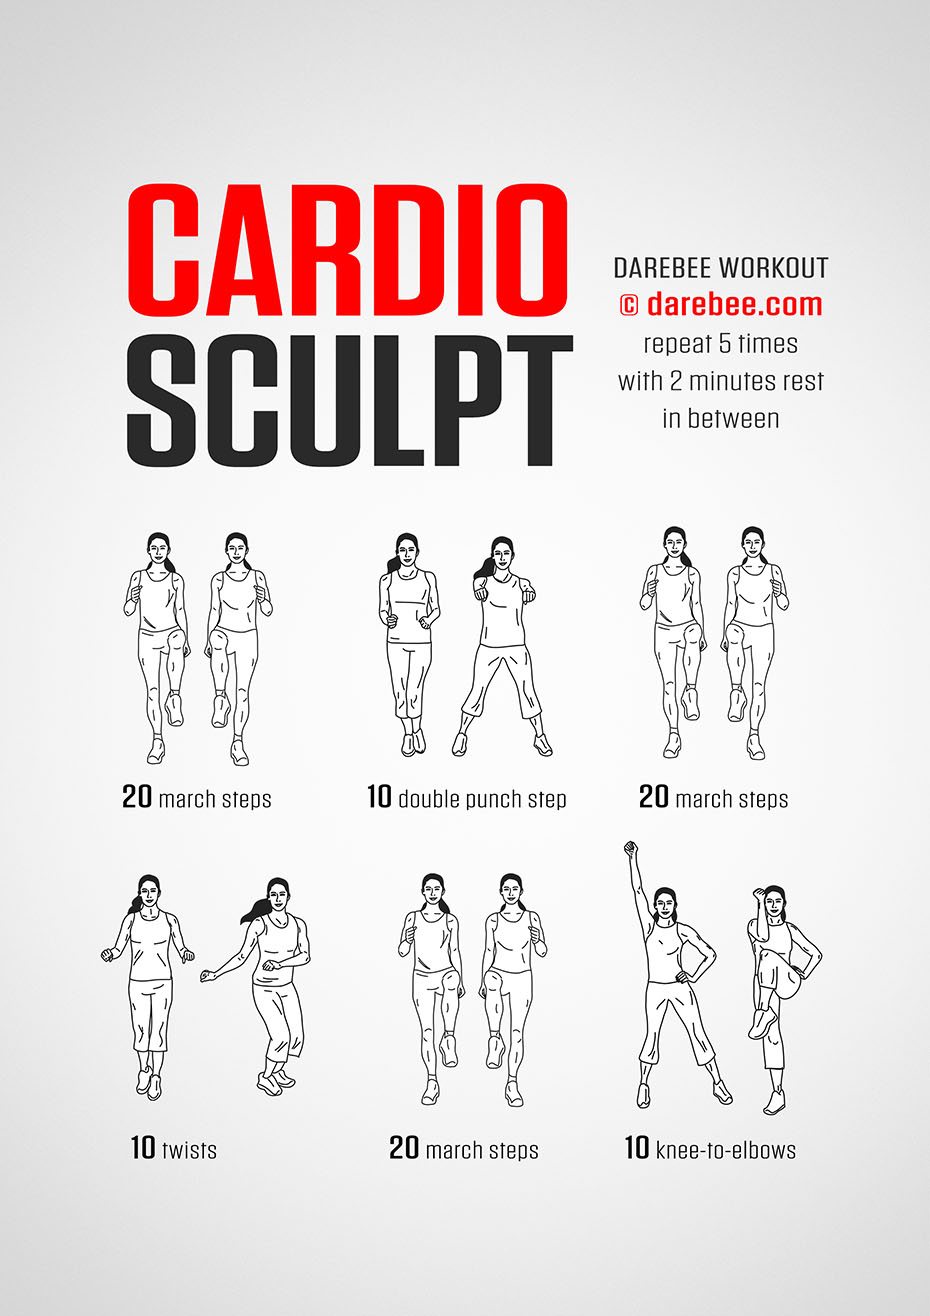 CARDIO
SCULPT
DAREBEE WORKOUT
© darebee.com
repeat 5 times
with 2 minutes rest
in between
20 march steps
10 double punch step
20 march steps
10 twists
20 march steps
10 knee-to-elbows